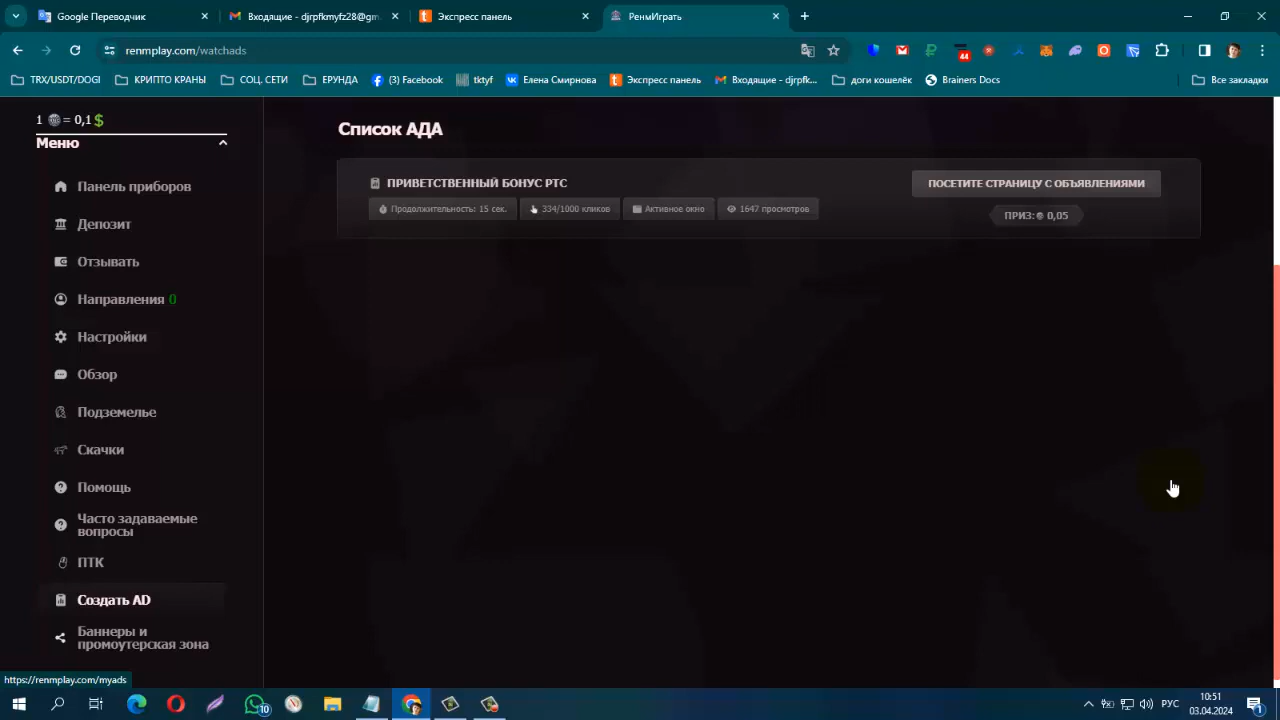 Google Переводчик
Входящие - djrpfkmyfz28@gm
Экспресс панель
РенмИграть
renmplay.com/watchads
44
TRX/USDT/DOGI
КРИПТО КРАНЫ
СОЦ. СЕТИ
ЕРУНДА
(3) Facebook
tktyf
Елена Смирнова
Экспресс панель
Входящие - djrpfk...
доги кошелёк
Brainers Docs
Все закладки
1 = 0,1$
Меню
Панель приборов
Депозит
Отзывать
Направления 0
Настройки
Обзор
Подземелье
Скачки
Помощь
Часто задаваемые
вопросы
ПТК
Создать AD
Баннеры и
промоутерская зона
Список АДА
ПРИВЕТСТВЕННЫЙ БОНУС PTC
Продолжительность: 15 сек.
334/1000 кликов
Активное окно
1647 просмотров
ПОСЕТИТЕ СТРАНИЦУ С ОБЪЯВЛЕНИЯМИ
ПРИЗ: 0,05
https://renmplay.com/myads
10
РУС
10:51
03.04.2024
1